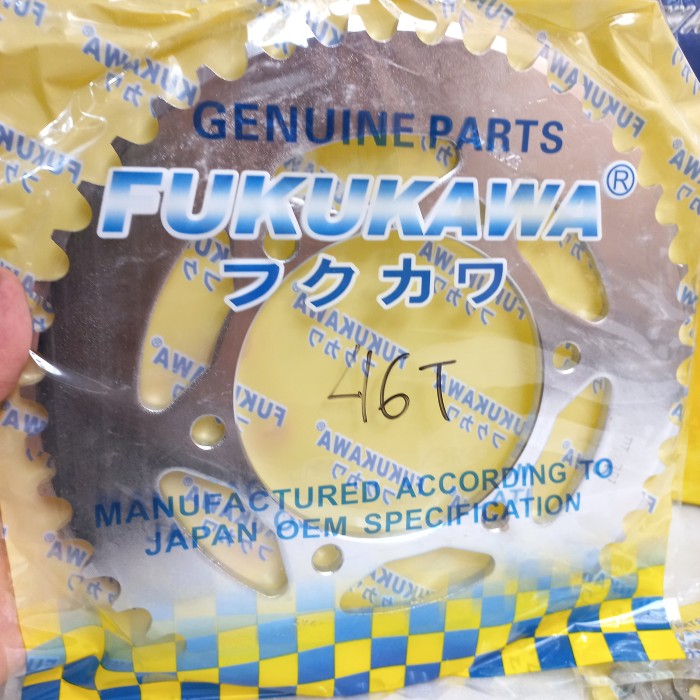 GENUINE PARTS
FUKUKAWA®
フクカワ
46T
MANUFACTURED ACCORDING TO
JAPAN OEM SPECIFICATION